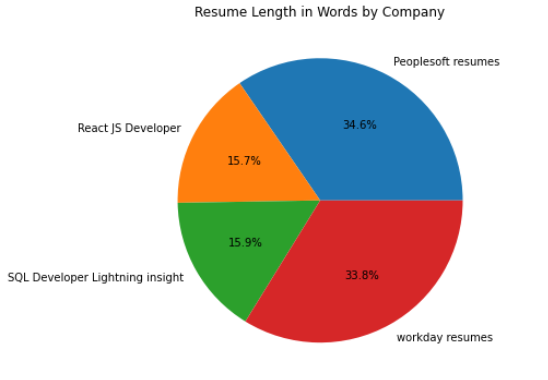 Resume Length in Words by Company
Peoplesoft resumes
34.6%
React JS Developer
15.7%
15.9%
SQL Developer Lightning insight
33.8%
workday resumes